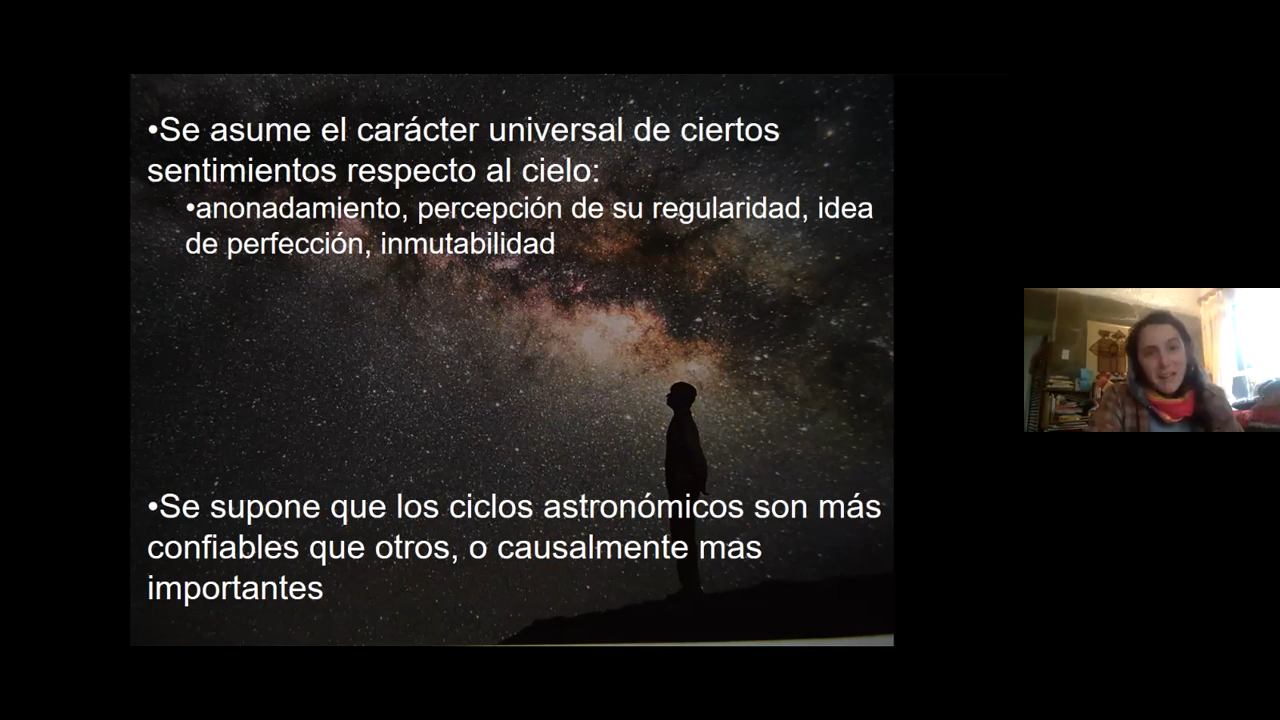 •Se asume el carácter universal de ciertos
sentimientos respecto al cielo:
•anonadamiento, percepción de su regularidad, idea
de perfección, inmutabilidad
•Se supone que los ciclos astronómicos son más
confiables que otros, o causalmente mas
importantes